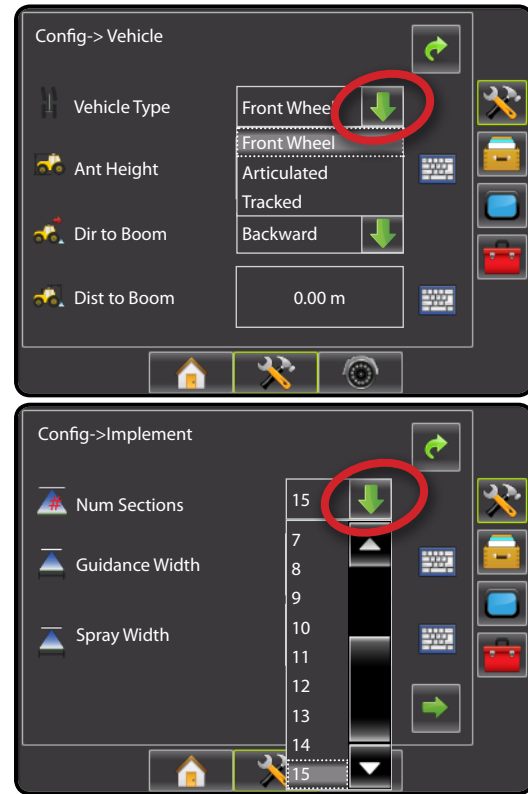 Config-> Vehicle
Vehicle Type
Front Wheel
Front Wheel
Articulated
Tracked
Ant Height
Dir to Boom
Backward
Dist to Boom
0.00 m
Config->Implement
Num Sections
15
7
8
9
10
11
12
13
14
15
Guidance Width
Spray Width